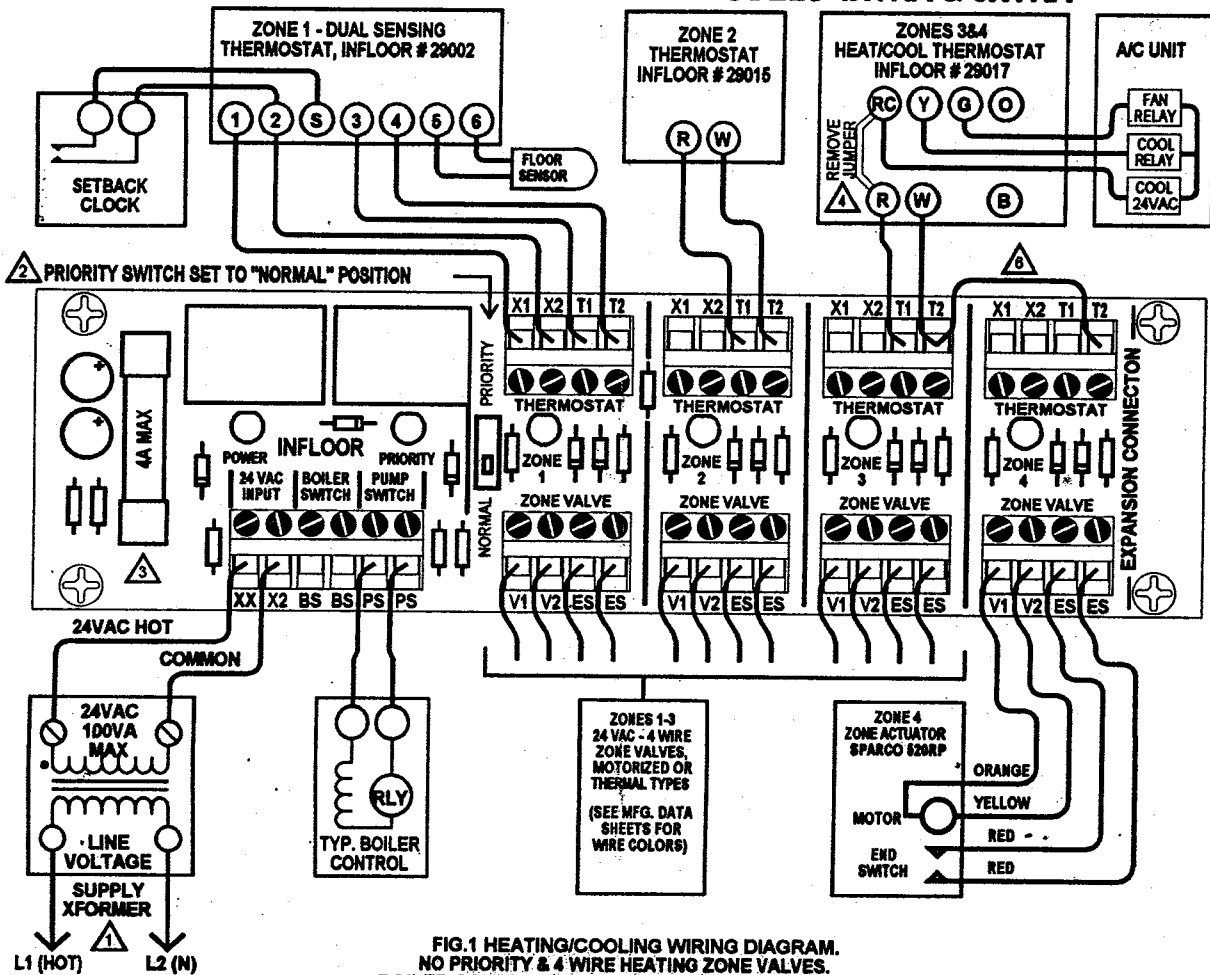 ZONE 1 - DUAL SENSING
THERMOSTAT, INFLOOR # 29002
1 2 S 3 4 5 6
FLOOR
SENSOR
SETBACK
CLOCK
ZONE 2
THERMOSTAT
INFLOOR # 29015
R W
ZONES 3&4
HEAT/COOL THERMOSTAT
INFLOOR # 29017
RC Y G O
REMOVE
JUMPER
4
R W B
A/C UNIT
FAN
RELAY
COOL
RELAY
COOL
24VAC
2 PRIORITY SWITCH SET TO "NORMAL" POSITION
6
X1 X2 T1 T2
X1 X2 T1 T2
X1 X2 T1 T2
X1 X2 T1 T2
THERMOSTAT
THERMOSTAT
THERMOSTAT
THERMOSTAT
4A MAX
3
POWER
INFLOOR
PRIORITY
24 VAC
INPUT
BOILER
SWITCH
PUMP
SWITCH
PRIORITY
NORMAL
ZONE
1
ZONE
2
ZONE
3
ZONE
4
ZONE VALVE
ZONE VALVE
ZONE VALVE
ZONE VALVE
EXPANSION CONNECTON
XX X2 BS BS PS PS
V1 V2 ES ES
V1 V2 ES ES
V1 V2 ES ES
V1 V2 ES ES
24VAC HOT
COMMON
24VAC
100VA
MAX
LINE
VOLTAGE
SUPPLY
XFORMER
1
L1 (HOT)
L2 (N)
RLY
TYP. BOILER
CONTROL
ZONES 1-3
24 VAC - 4 WIRE
ZONE VALVES,
MOTORIZED OR
THERMAL TYPES
(SEE MFG. DATA
SHEETS FOR
WIRE COLORS)
ZONE 4
ZONE ACTUATOR
SPARCO 529RP
ORANGE
MOTOR
YELLOW
RED
END
SWITCH
RED
FIG.1 HEATING/COOLING WIRING DIAGRAM.
NO PRIORITY & 4 WIRE HEATING ZONE VALVES.